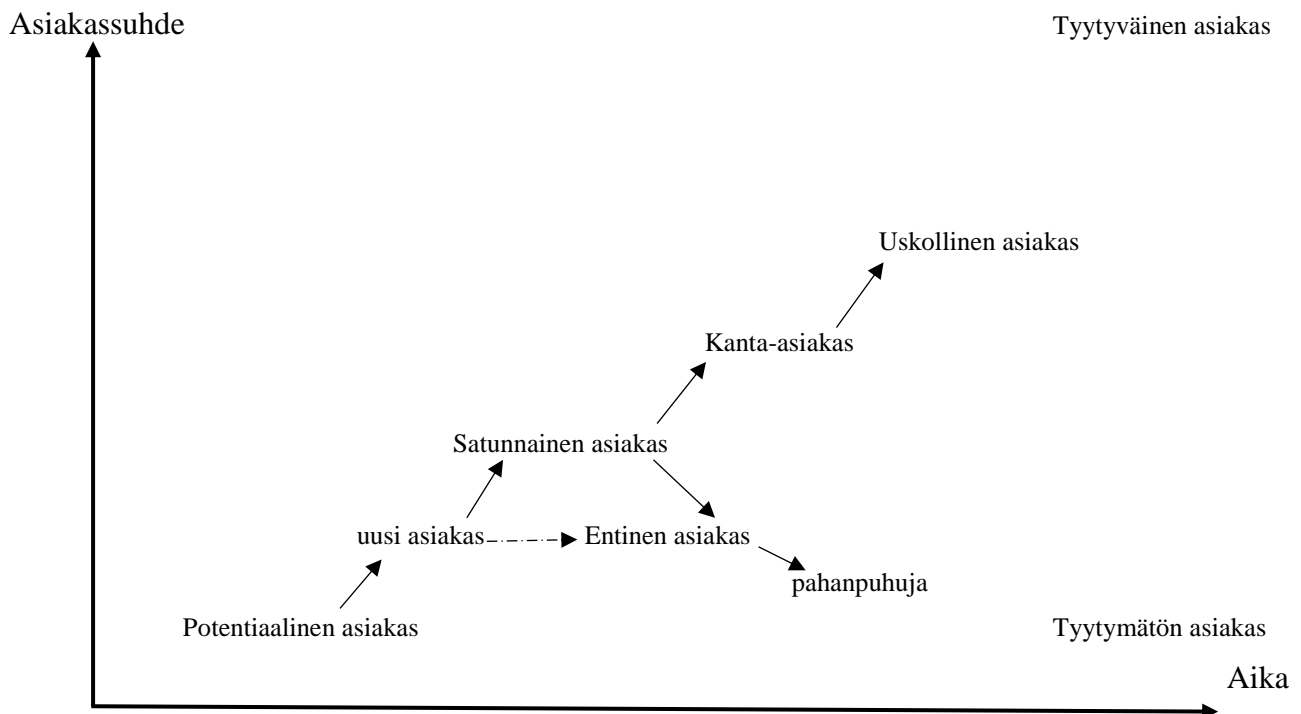 Asiakassuhde
Tyytyväinen asiakas
Uskollinen asiakas
Kanta-asiakas
Satunnainen asiakas
uusi asiakas
Entinen asiakas
pahanpuhuja
Potentiaalinen asiakas
Tyytymätön asiakas
Aika